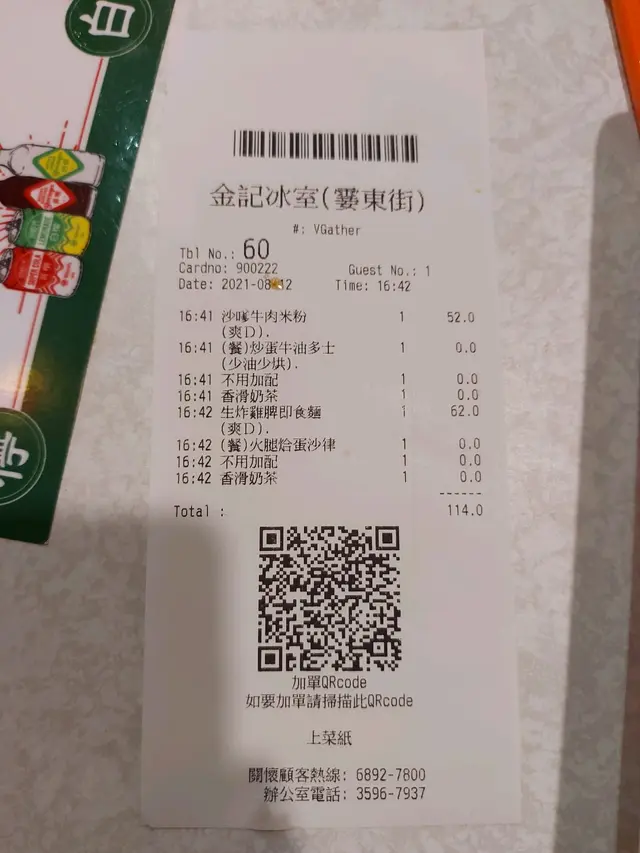 金記冰室(霎東街)
#: VGather
Tbl No.: 60
Cardno: 900222 Guest No.: 1
Date: 2021-08-12 Time: 16:42
16:41 沙嗲牛肉米粉 1 52.0
(爽D).
16:41 (餐)炒蛋牛油多士 1 0.0
(少油少烘).
16:41 不用加配 1 0.0
16:41 香滑奶茶 1 0.0
16:42 生炸雞脾即食麵 1 62.0
(爽D).
16:42 (餐)火腿烚蛋沙律 1 0.0
16:42 不用加配 1 0.0
16:42 香滑奶茶 1 0.0
------
Total : 114.0
加單QRcode
如要加單請掃描此QRcode
上菜紙
關懷顧客熱線: 6892-7800
辦公室電話: 3596-7937